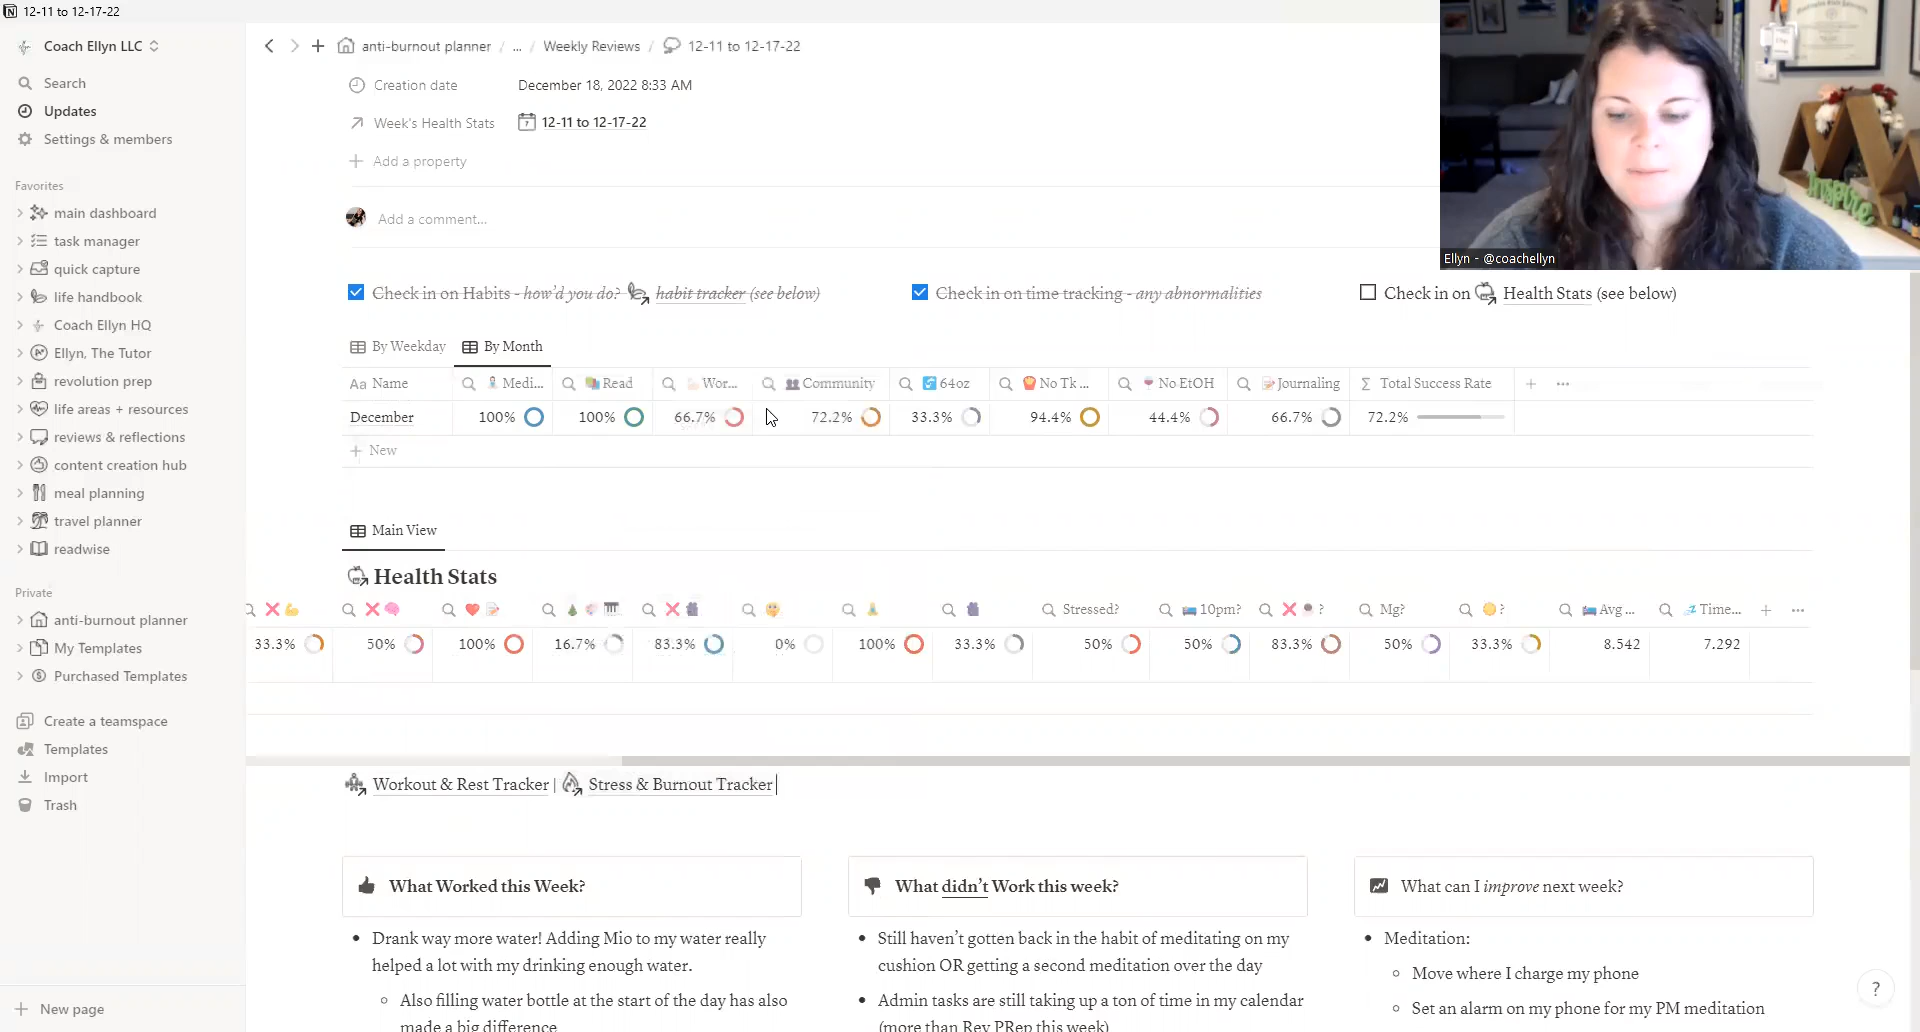 12-11 to 12-17-22
Coach Ellyn LLC
Search
Updates
Settings & members
Favorites
main dashboard
task manager
quick capture
life handbook
Coach Ellyn HQ
Ellyn, The Tutor
revolution prep
life areas + resources
reviews & reflections
content creation hub
meal planning
travel planner
readwise
Private
anti-burnout planner
My Templates
Purchased Templates
Create a teamspace
Templates
Import
Trash
New page
anti-burnout planner / ... / Weekly Reviews / 12-11 to 12-17-22
Creation date December 18, 2022 8:33 AM
Week's Health Stats 12-11 to 12-17-22
Add a property
Add a comment...
Ellyn - @coachellyn
inspire
Check in on Habits - how'd you do? habit tracker (see below)
Check in on time tracking - any abnormalities
Check in on Health Stats (see below)
By Weekday By Month
Aa Name Medi... Read Wor... Community 64oz No Tk ... No EtOH Journaling Σ Total Success Rate
December 100% 100% 66.7% 72.2% 33.3% 94.4% 44.4% 66.7% 72.2%
New
Main View
Health Stats
Stressed? 10pm? ? Mg? ? Avg ... Time...
33.3% 50% 100% 16.7% 83.3% 0% 100% 33.3% 50% 50% 83.3% 50% 33.3% 8.542 7.292
Workout & Rest Tracker | Stress & Burnout Tracker
What Worked this Week?
• Drank way more water! Adding Mio to my water really
helped a lot with my drinking enough water.
◦ Also filling water bottle at the start of the day has also
made a big difference
What didn't Work this week?
• Still haven't gotten back in the habit of meditating on my
cushion OR getting a second meditation over the day
• Admin tasks are still taking up a ton of time in my calendar
(more than Rev PRep this week)
What can I improve next week?
• Meditation:
◦ Move where I charge my phone
◦ Set an alarm on my phone for my PM meditation
?